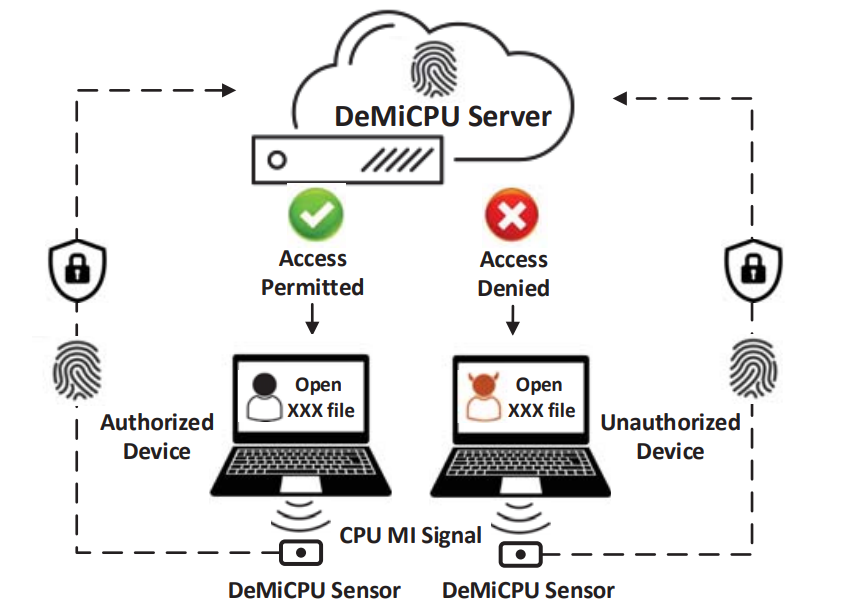 DeMiCPU Server
Access
Permitted
Access
Denied
Open
XXX file
Open
XXX file
Authorized
Device
Unauthorized
Device
CPU MI Signal
DeMiCPU Sensor
DeMiCPU Sensor